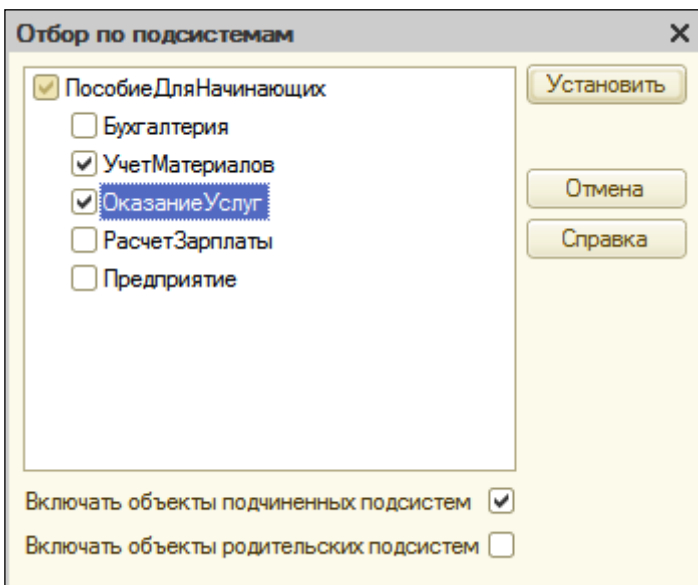 Отбор по подсистемам
ПособиеДляНачинающих
Установить
Бухгалтерия
УчетМатериалов
ОказаниеУслуг
Отмена
РасчетЗарплаты
Справка
Предприятие
Включать объекты подчиненных подсистем
Включать объекты родительских подсистем